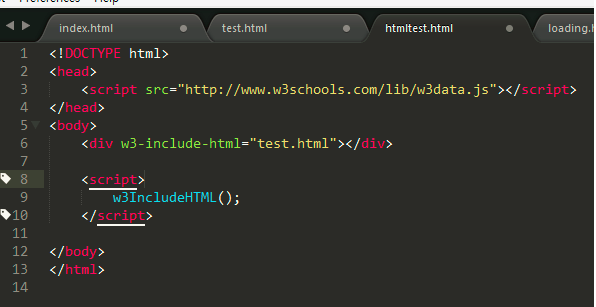 Preferences Help
index.html test.html htmltest.html loading.h
1 <!DOCTYPE html>
2 <head>
3 <script src="http://www.w3schools.com/lib/w3data.js"></script>
4 </head>
5 <body>
6 <div w3-include-html="test.html"></div>
7
8 <script>
9 w3IncludeHTML();
10 </script>
11
12 </body>
13 </html>
14